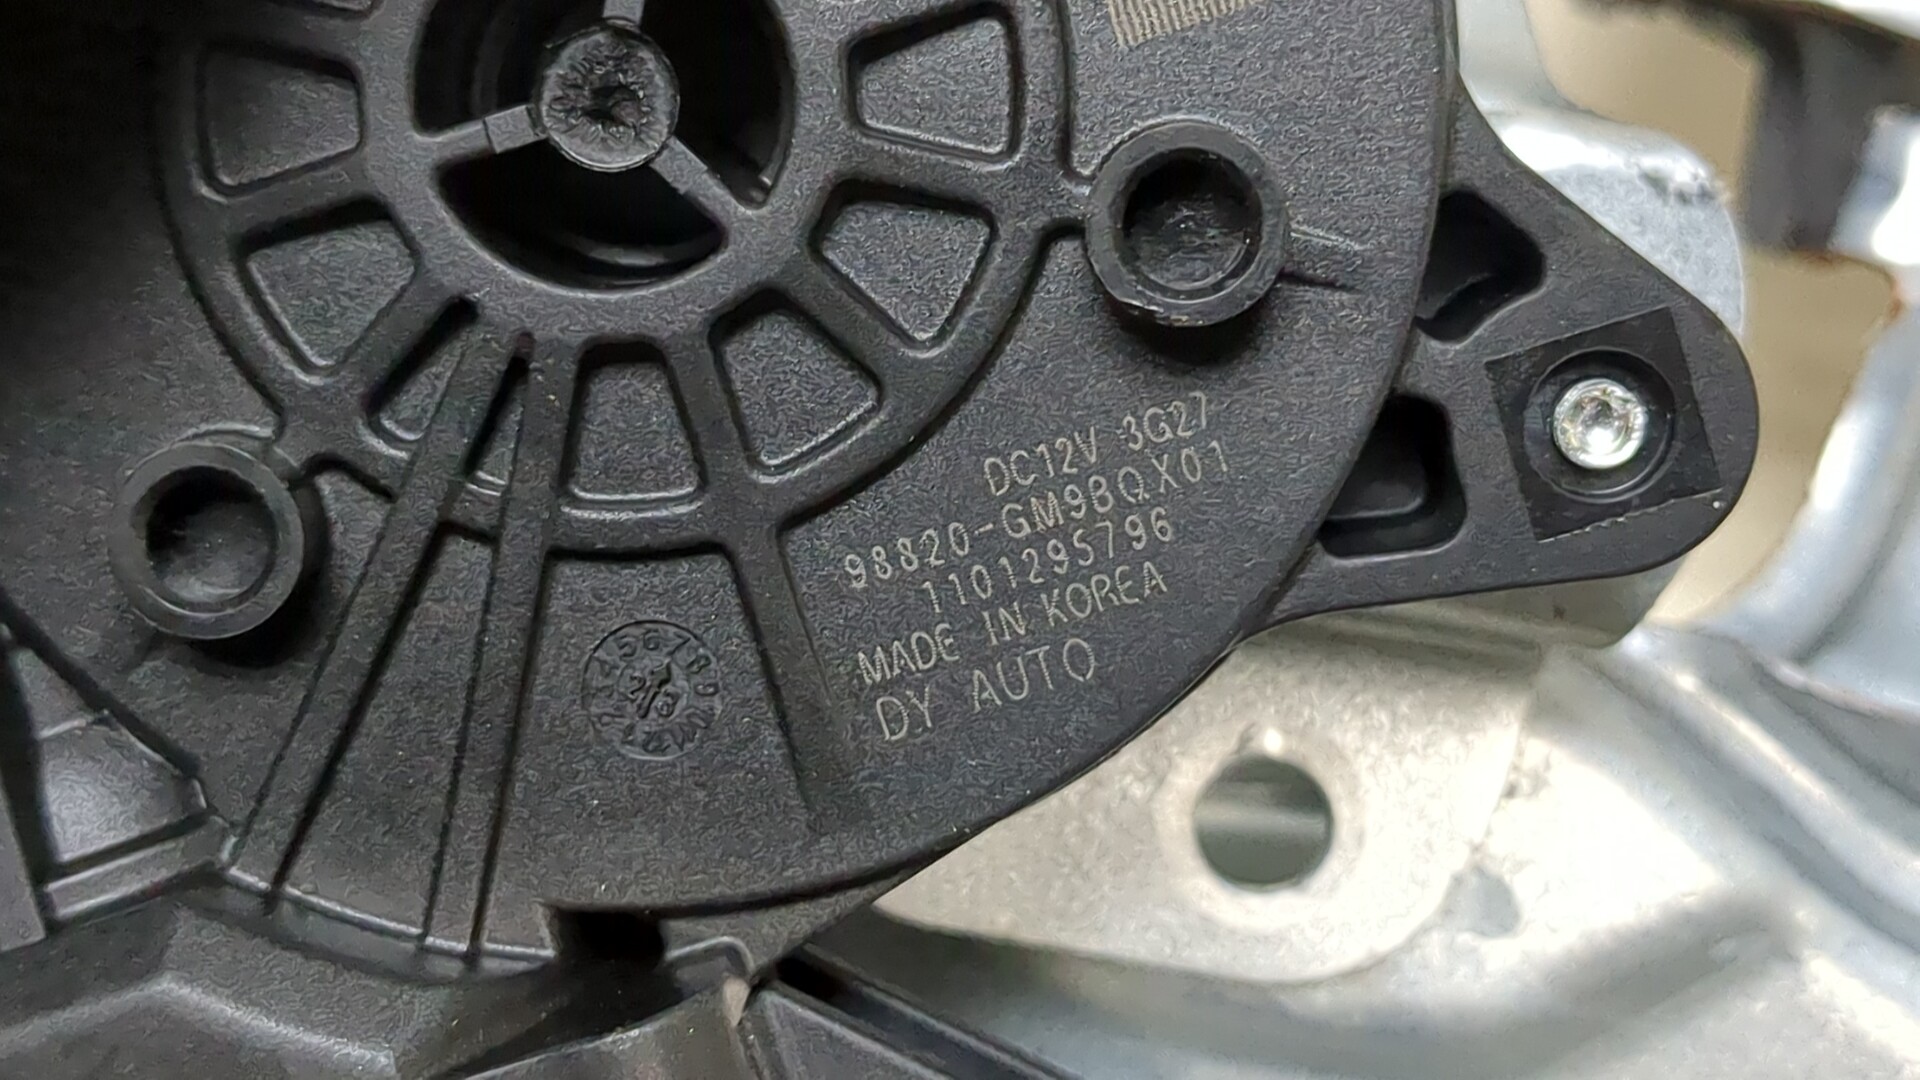 DC12V 3G27
98820-GM9BQX01
1101295796
MADE IN KOREA
DY AUTO